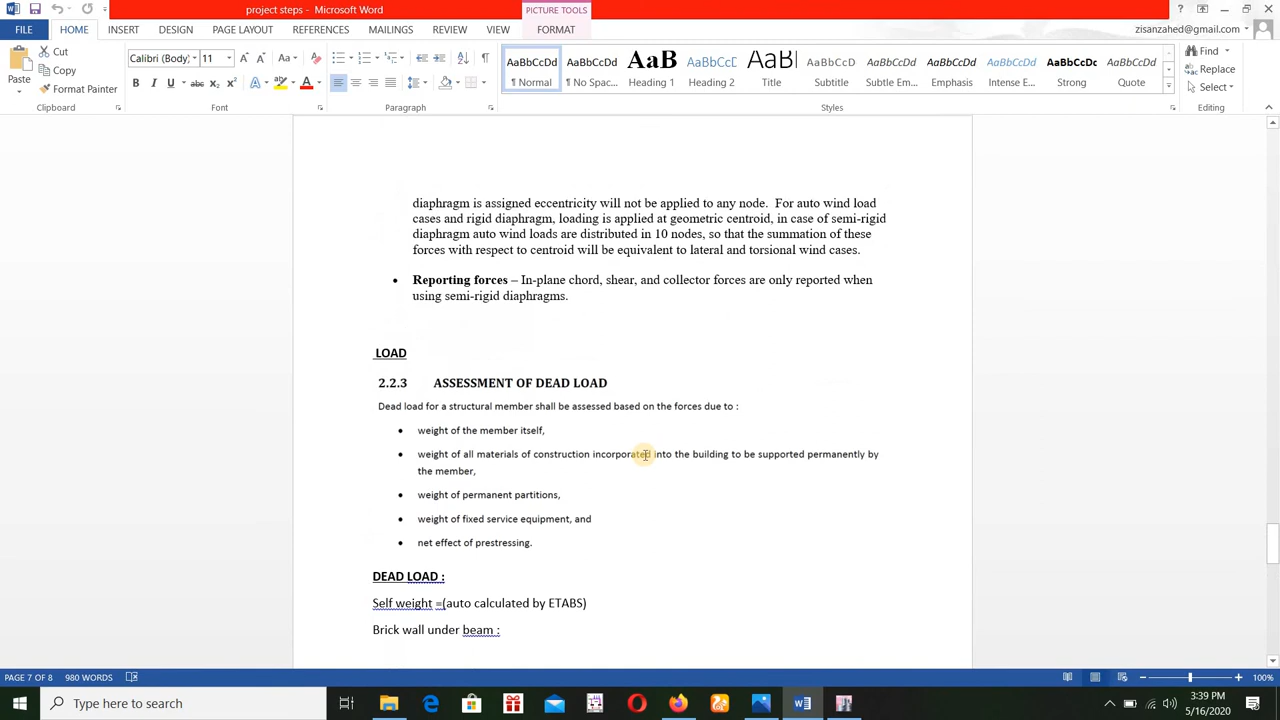 project steps - Microsoft Word
PICTURE TOOLS
FILE HOME INSERT DESIGN PAGE LAYOUT REFERENCES MAILINGS REVIEW VIEW FORMAT
zisanzahed@gmail.com
Paste
Cut
Copy
Format Painter
Calibri (Body) 11
AaBbCcDd AaBbCcDd AaB AaBbCcD AaB AaBbCcD AaBbCcDd AaBbCcDd AaBbCcDd AaBbCcDc AaBbCcDd
¶ Normal ¶ No Spac... Heading 1 Heading 2 Title Subtitle Subtle Em... Emphasis Intense E... Strong Quote
Find
Replace
Select
Clipboard Font Paragraph Styles Editing
diaphragm is assigned eccentricity will not be applied to any node. For auto wind load
cases and rigid diaphragm, loading is applied at geometric centroid, in case of semi-rigid
diaphragm auto wind loads are distributed in 10 nodes, so that the summation of these
forces with respect to centroid will be equivalent to lateral and torsional wind cases.
• Reporting forces – In-plane chord, shear, and collector forces are only reported when
using semi-rigid diaphragms.
LOAD
2.2.3 ASSESSMENT OF DEAD LOAD
Dead load for a structural member shall be assessed based on the forces due to :
• weight of the member itself,
• weight of all materials of construction incorporated into the building to be supported permanently by
the member,
• weight of permanent partitions,
• weight of fixed service equipment, and
• net effect of prestressing.
DEAD LOAD :
Self weight =(auto calculated by ETABS)
Brick wall under beam :
PAGE 7 OF 8 980 WORDS
100%
Type here to search
3:39 PM
5/16/2020